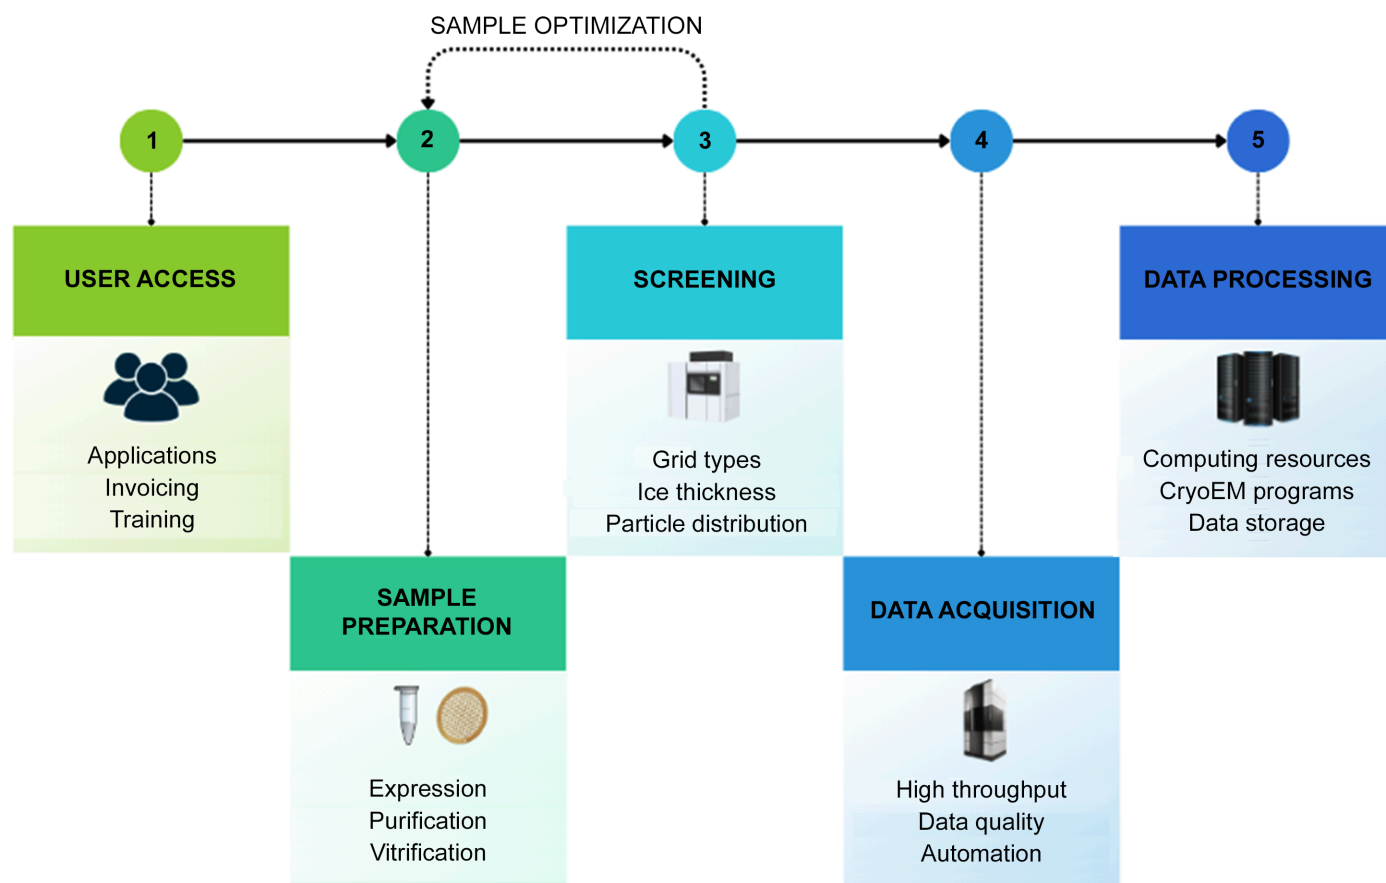 SAMPLE OPTIMIZATION
1
2
3
4
5
USER ACCESS
Applications
Invoicing
Training
SAMPLE
PREPARATION
Expression
Purification
Vitrification
SCREENING
Grid types
Ice thickness
Particle distribution
DATA ACQUISITION
High throughput
Data quality
Automation
DATA PROCESSING
Computing resources
CryoEM programs
Data storage